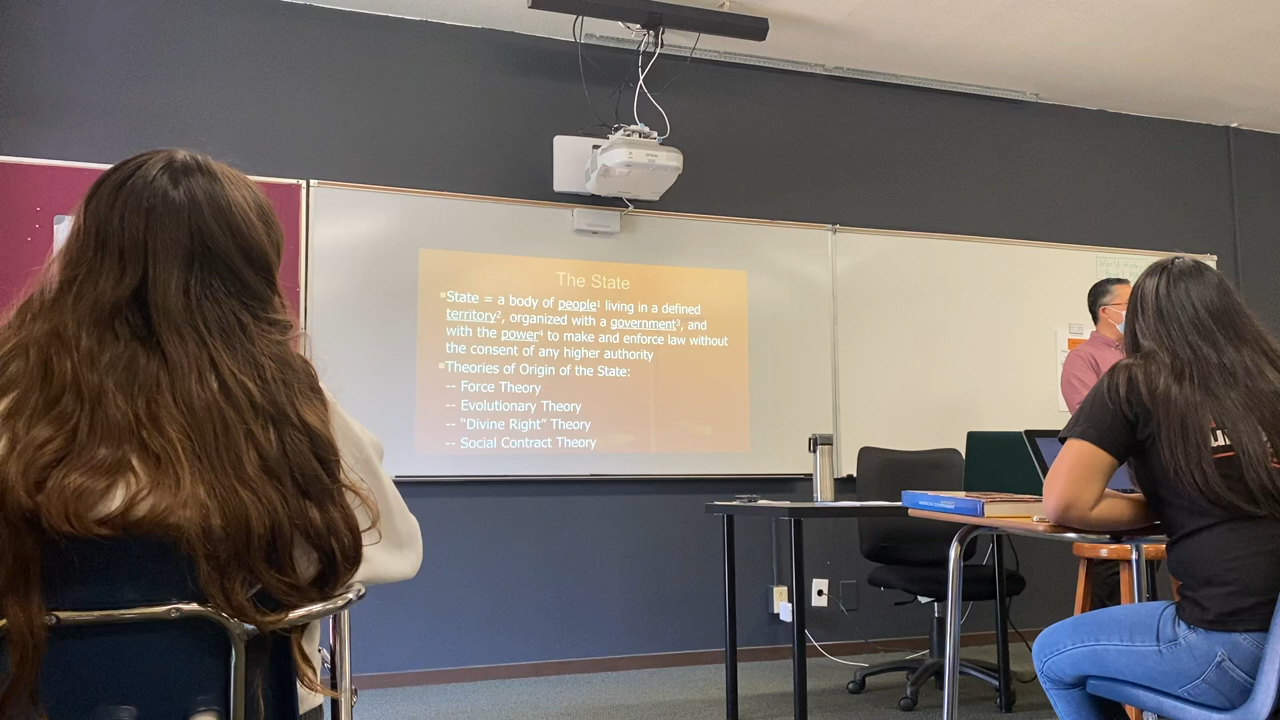 The State
State = a body of people¹ living in a defined
territory², organized with a government³, and
with the power⁴ to make and enforce law without
the consent of any higher authority
Theories of Origin of the State:
-- Force Theory
-- Evolutionary Theory
-- “Divine Right” Theory
-- Social Contract Theory
EPSON
World